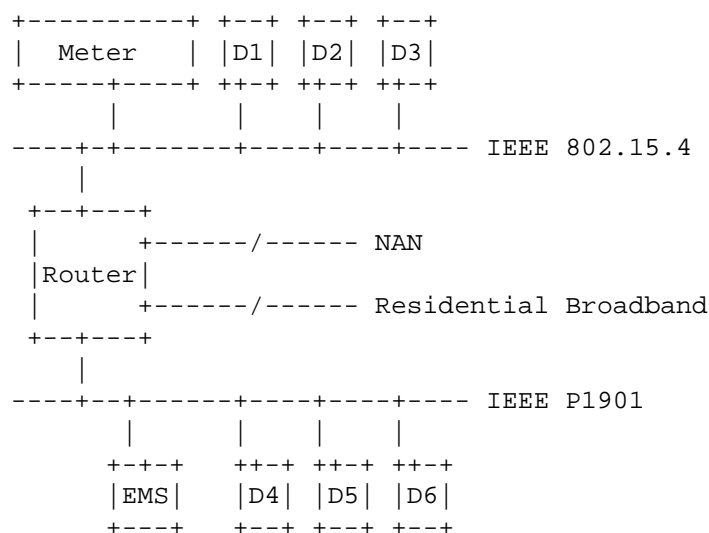 Meter D1 D2 D3
IEEE 802.15.4
NAN
Router
Residential Broadband
IEEE P1901
EMS D4 D5 D6